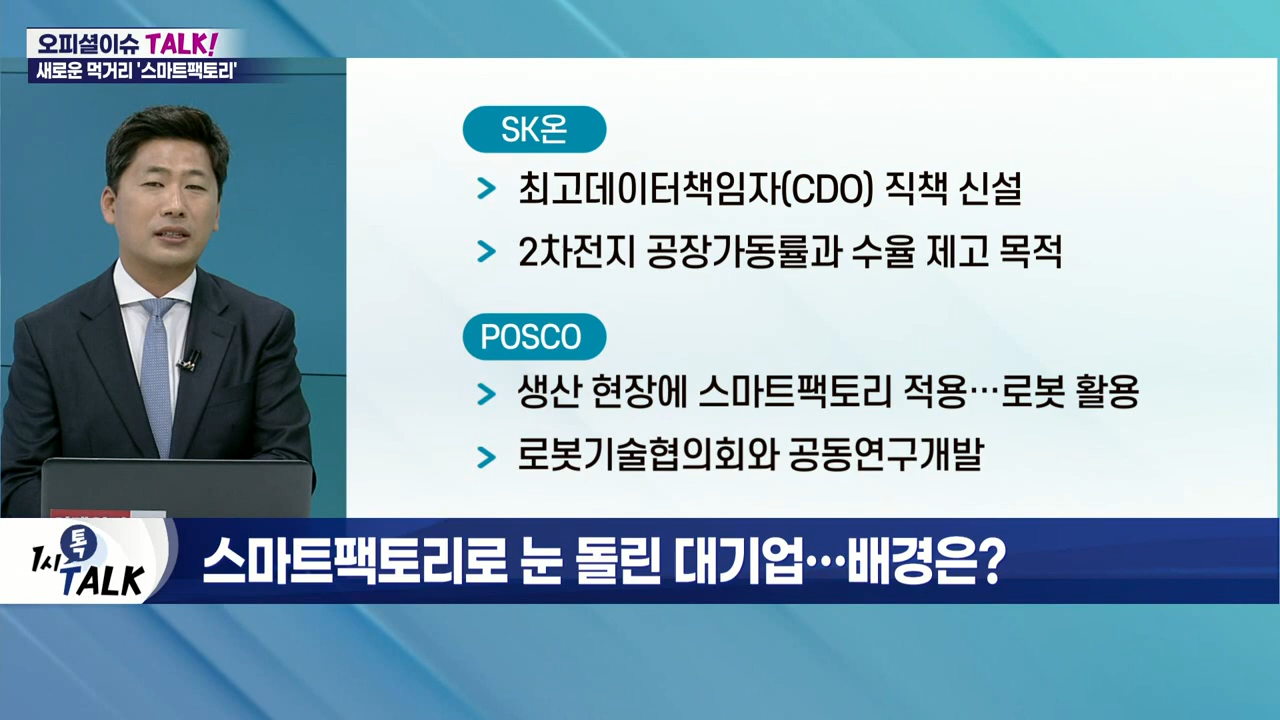 오피셜이슈 TALK!
새로운 먹거리 '스마트팩토리'
SK온
최고데이터책임자(CDO) 직책 신설
2차전지 공장가동률과 수율 제고 목적
POSCO
생산 현장에 스마트팩토리 적용…로봇 활용
로봇기술협의회와 공동연구개발
1시 톡 TALK
스마트팩토리로 눈 돌린 대기업…배경은?